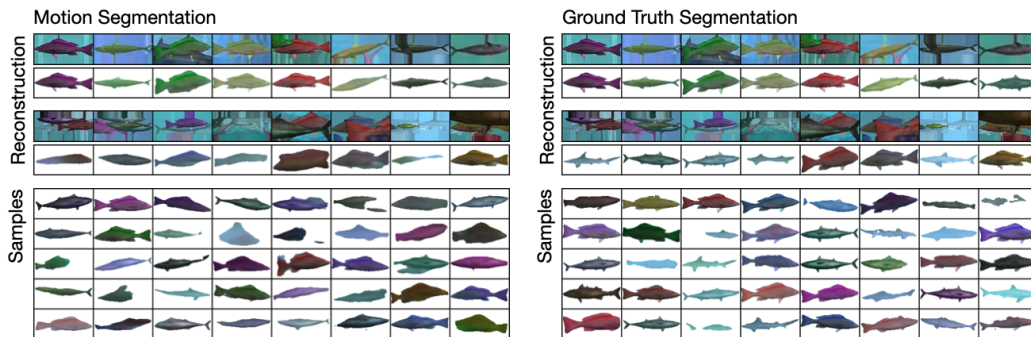 Motion Segmentation
Reconstruction
Samples
Ground Truth Segmentation
Reconstruction
Samples